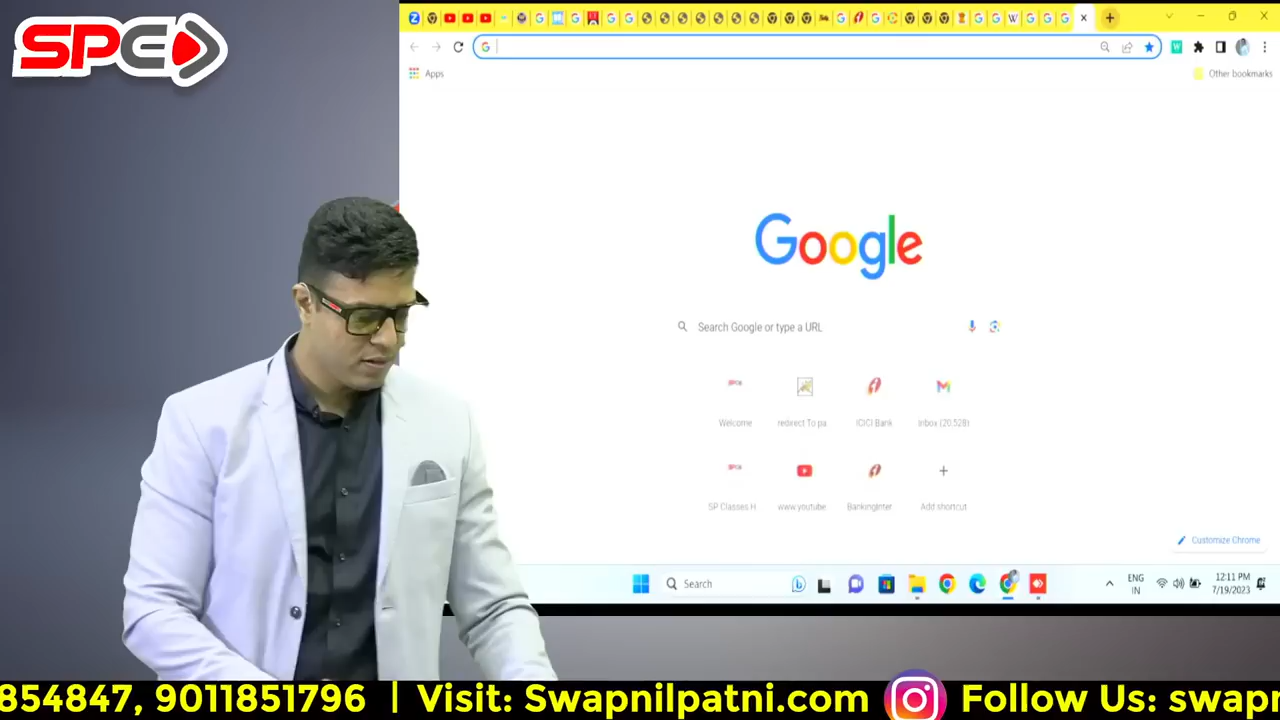 SPC
Apps
Other bookmarks
Google
Search Google or type a URL
Welcome
redirect To pa
ICICI Bank
Inbox (20,528)
SP Classes H
www.youtube
BankingInter
Add shortcut
Customize Chrome
Search
ENG
IN
12:11 PM
7/19/2023
854847, 9011851796 | Visit: Swapnilpatni.com Follow Us: swapn